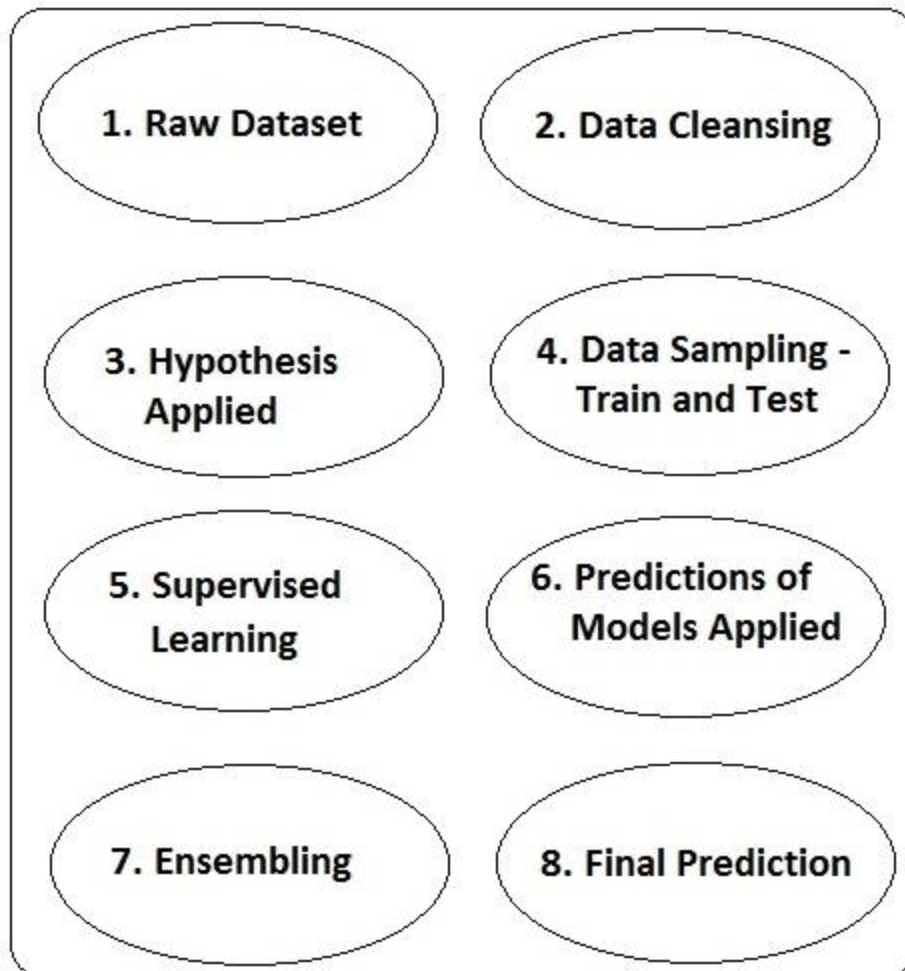 1. Raw Dataset
2. Data Cleansing
3. Hypothesis
Applied
4. Data Sampling -
Train and Test
5. Supervised
Learning
6. Predictions of
Models Applied
7. Ensembling
8. Final Prediction